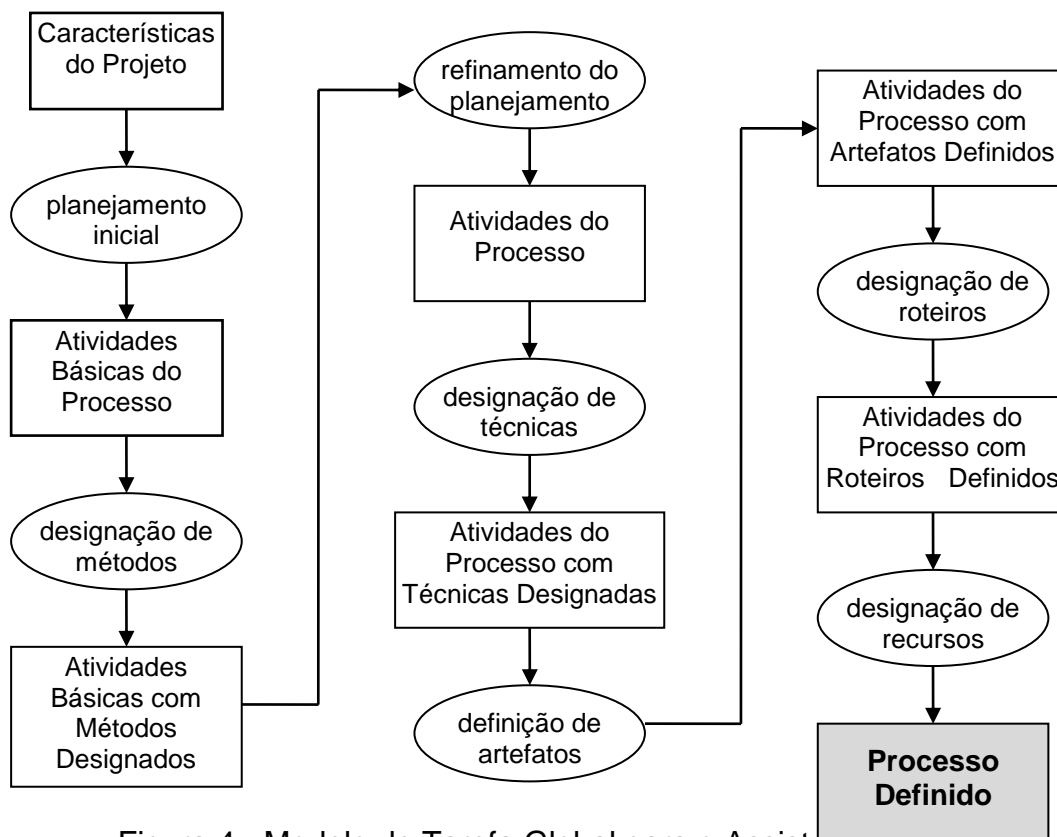 Características
do Projeto
planejamento
inicial
Atividades
Básicas do
Processo
designação de
métodos
Atividades
Básicas com
Métodos
Designados
refinamento do
planejamento
Atividades do
Processo
designação de
técnicas
Atividades do
Processo com
Técnicas Designadas
definição de
artefatos
Atividades do
Processo com
Artefatos Definidos
designação de
roteiros
Atividades do
Processo com
Roteiros Definidos
designação de
recursos
Processo
Definido